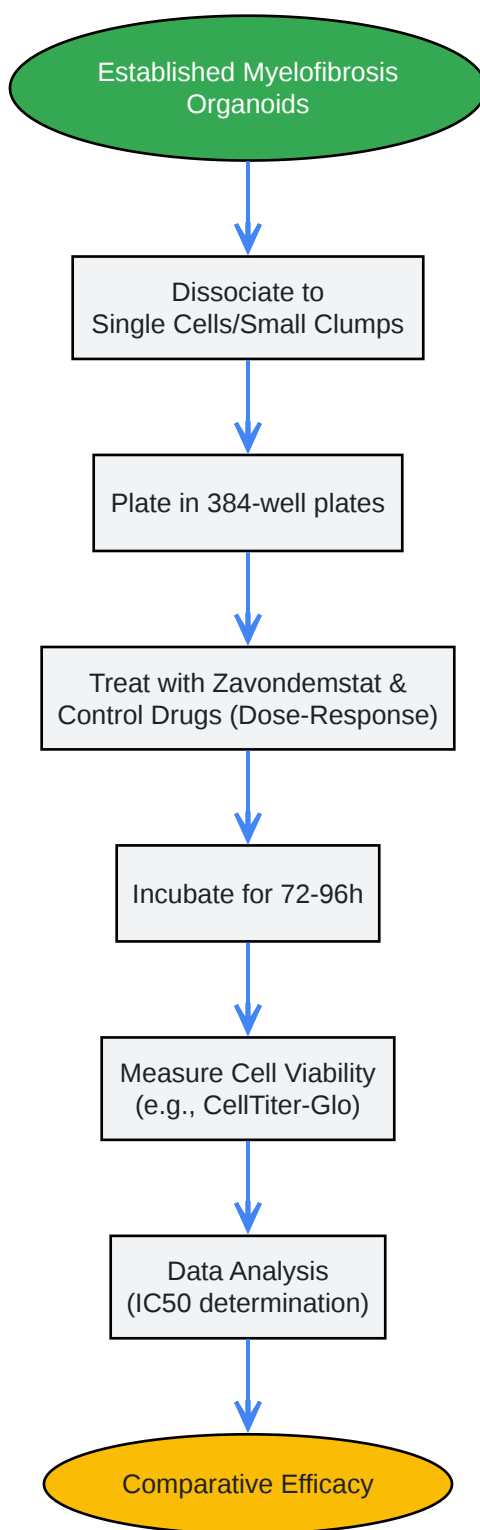 Established Myelofibrosis
Organoids
Dissociate to
Single Cells/Small Clumps
Plate in 384-well plates
Treat with Zavondemstat &
Control Drugs (Dose-Response)
Incubate for 72-96h
Measure Cell Viability
(e.g., CellTiter-Glo)
Data Analysis
(IC50 determination)
Comparative Efficacy